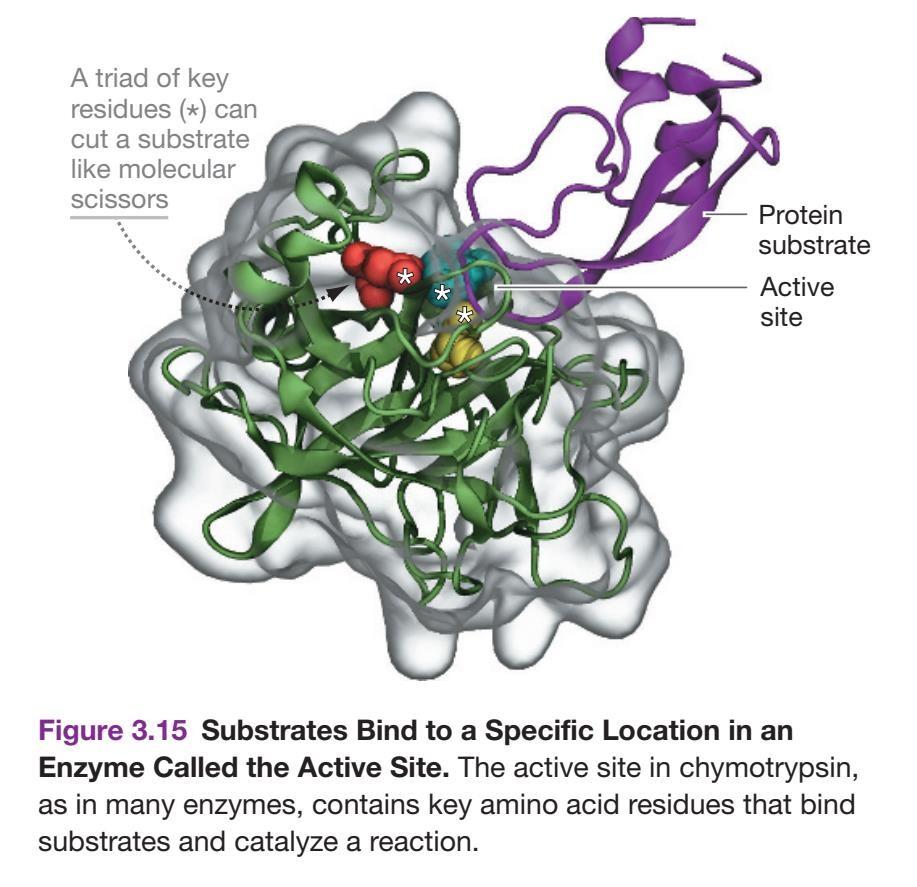 A triad of key
residues (*) can
cut a substrate
like molecular
scissors
*
*
*
Protein
substrate
Active
site
Figure 3.15 Substrates Bind to a Specific Location in an
Enzyme Called the Active Site. The active site in chymotrypsin,
as in many enzymes, contains key amino acid residues that bind
substrates and catalyze a reaction.